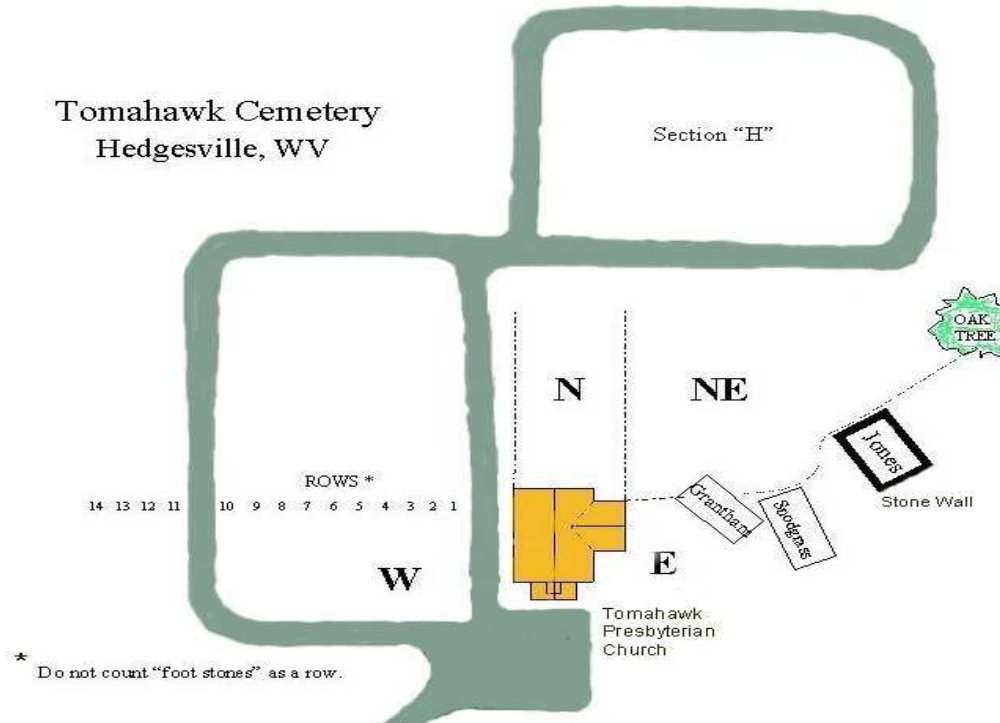 Tomahawk Cemetery
Hedgesville, WV
Section “H”
OAK
TREE
N
NE
Jones
ROWS *
14 13 12 11 10 9 8 7 6 5 4 3 2 1
Grantham
Snodgrass
Stone Wall
W
E
Tomahawk
Presbyterian
Church
* Do not count “foot stones” as a row.